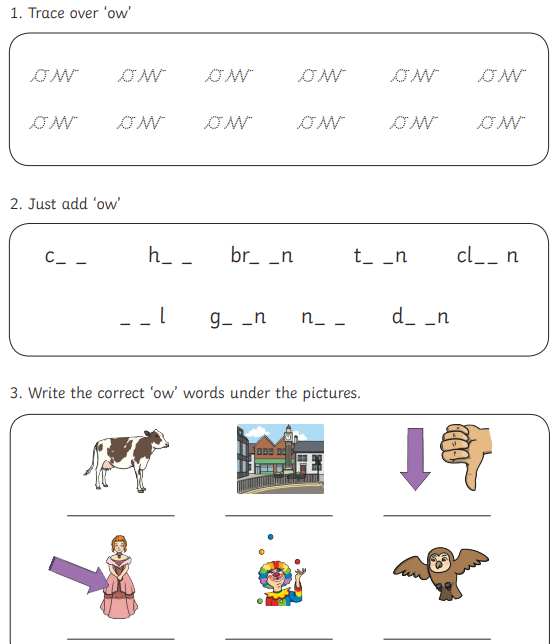 1. Trace over ‘ow’
ow ow ow ow ow ow
ow ow ow ow ow ow
2. Just add ‘ow’
c_ _ h_ _ br_ _n t_ _n cl__ n
_ _ l g_ _n n_ _ d_ _n
3. Write the correct ‘ow’ words under the pictures.